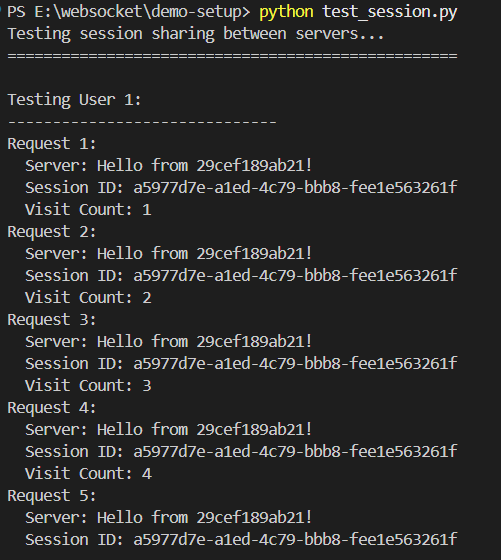 PS E:\websocket\demo-setup> python test_session.py
Testing session sharing between servers...
==================================================
Testing User 1:
------------------------------
Request 1:
  Server: Hello from 29cef189ab21!
  Session ID: a5977d7e-a1ed-4c79-bbb8-fee1e563261f
  Visit Count: 1
Request 2:
  Server: Hello from 29cef189ab21!
  Session ID: a5977d7e-a1ed-4c79-bbb8-fee1e563261f
  Visit Count: 2
Request 3:
  Server: Hello from 29cef189ab21!
  Session ID: a5977d7e-a1ed-4c79-bbb8-fee1e563261f
  Visit Count: 3
Request 4:
  Server: Hello from 29cef189ab21!
  Session ID: a5977d7e-a1ed-4c79-bbb8-fee1e563261f
  Visit Count: 4
Request 5:
  Server: Hello from 29cef189ab21!
  Session ID: a5977d7e-a1ed-4c79-bbb8-fee1e563261f